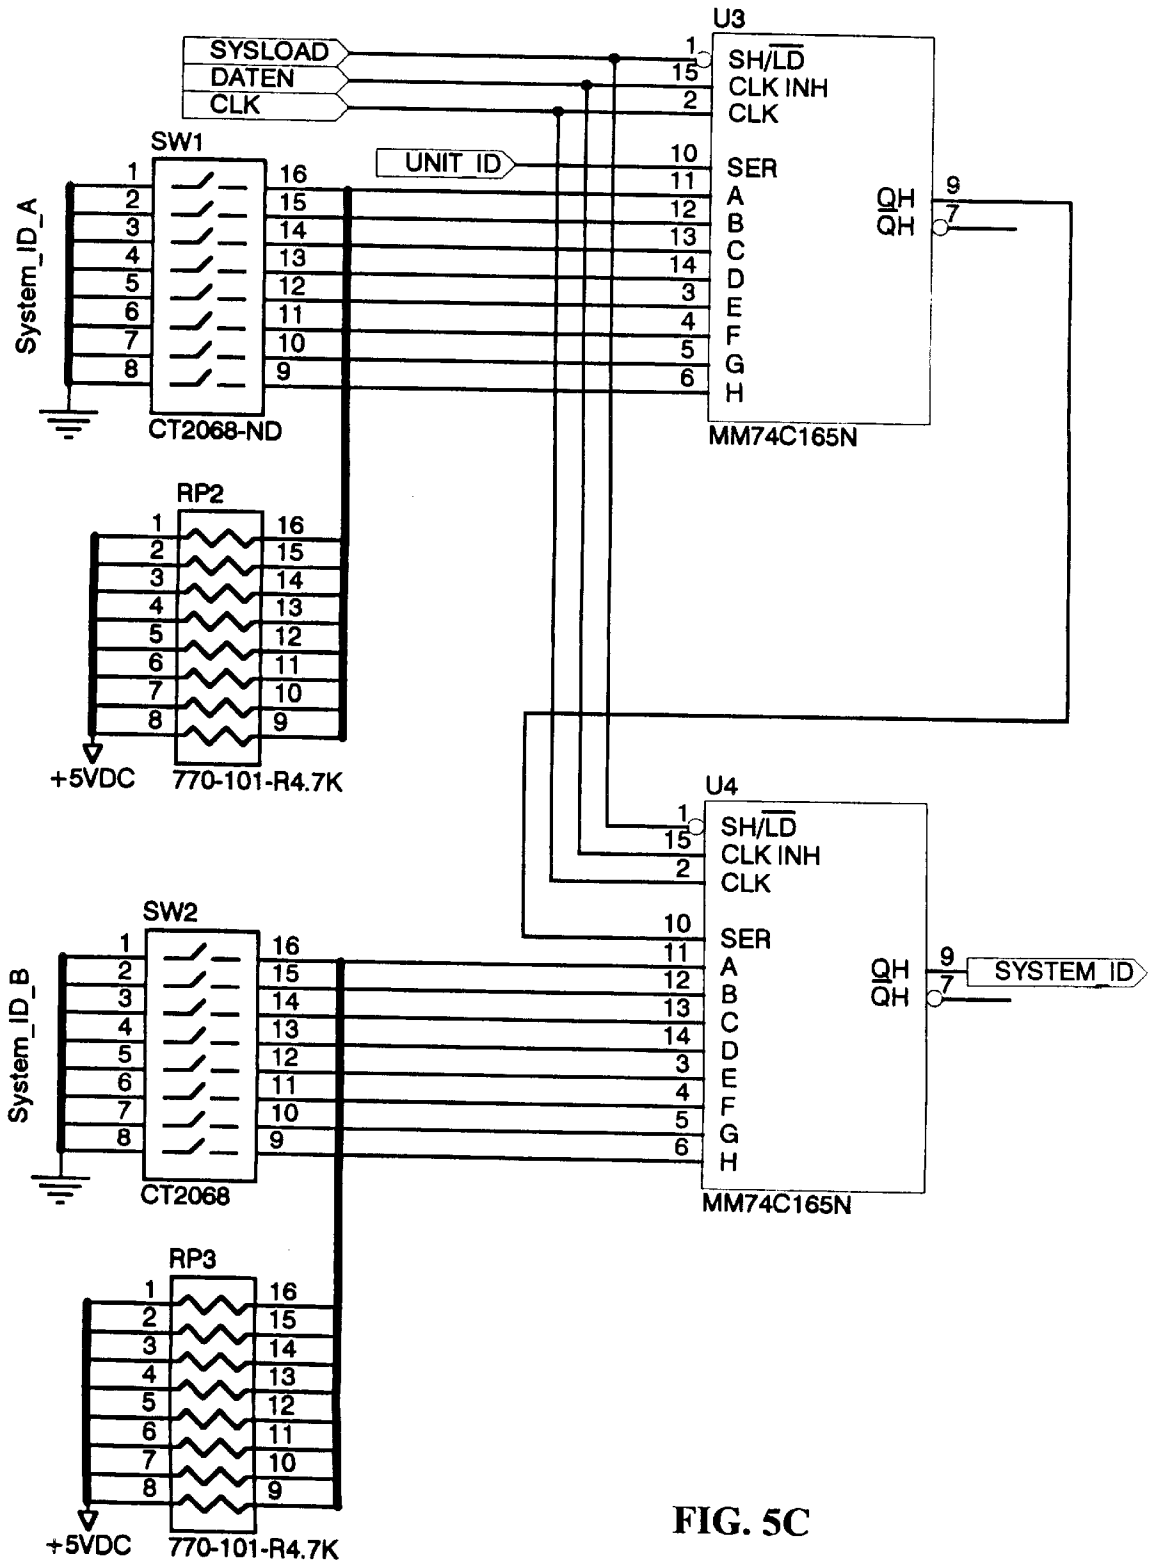 U3
SYSLOAD
DATEN
CLK
1
15
2
SH/LD
CLK INH
CLK
UNIT_ID
10
SER
SW1
System_ID_A
1
2
3
4
5
6
7
8
16
15
14
13
12
11
10
9
11
12
13
14
3
4
5
6
A
B
C
D
E
F
G
H
QH
QH
9
7
CT2068-ND
MM74C165N
RP2
1
2
3
4
5
6
7
8
16
15
14
13
12
11
10
9
+5VDC
770-101-R4.7K
U4
1
15
2
SH/LD
CLK INH
CLK
10
SER
SW2
System_ID_B
1
2
3
4
5
6
7
8
16
15
14
13
12
11
10
9
11
12
13
14
3
4
5
6
A
B
C
D
E
F
G
H
QH
QH
9
7
SYSTEM_ID
CT2068
MM74C165N
RP3
1
2
3
4
5
6
7
8
16
15
14
13
12
11
10
9
+5VDC
770-101-R4.7K
FIG. 5C